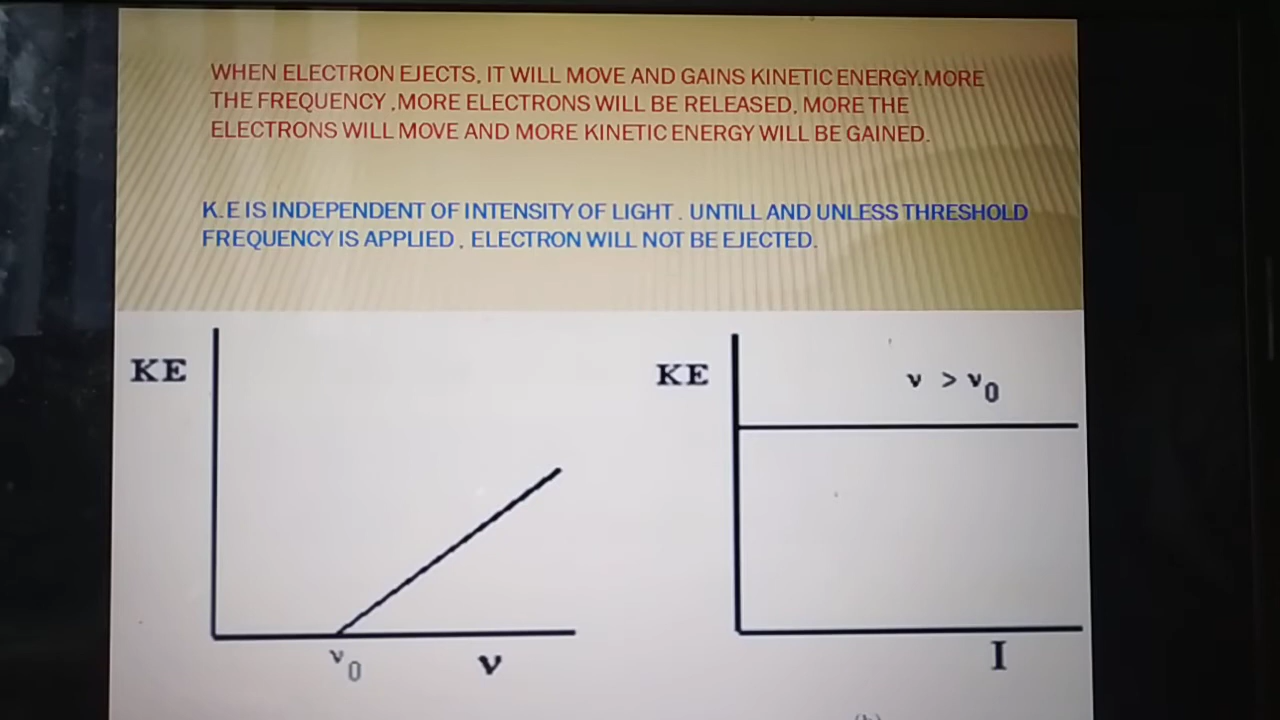 WHEN ELECTRON EJECTS, IT WILL MOVE AND GAINS KINETIC ENERGY.MORE
THE FREQUENCY ,MORE ELECTRONS WILL BE RELEASED, MORE THE
ELECTRONS WILL MOVE AND MORE KINETIC ENERGY WILL BE GAINED.
K.E IS INDEPENDENT OF INTENSITY OF LIGHT . UNTILL AND UNLESS THRESHOLD
FREQUENCY IS APPLIED , ELECTRON WILL NOT BE EJECTED.
KE
ν0
ν
KE
ν > ν0
I